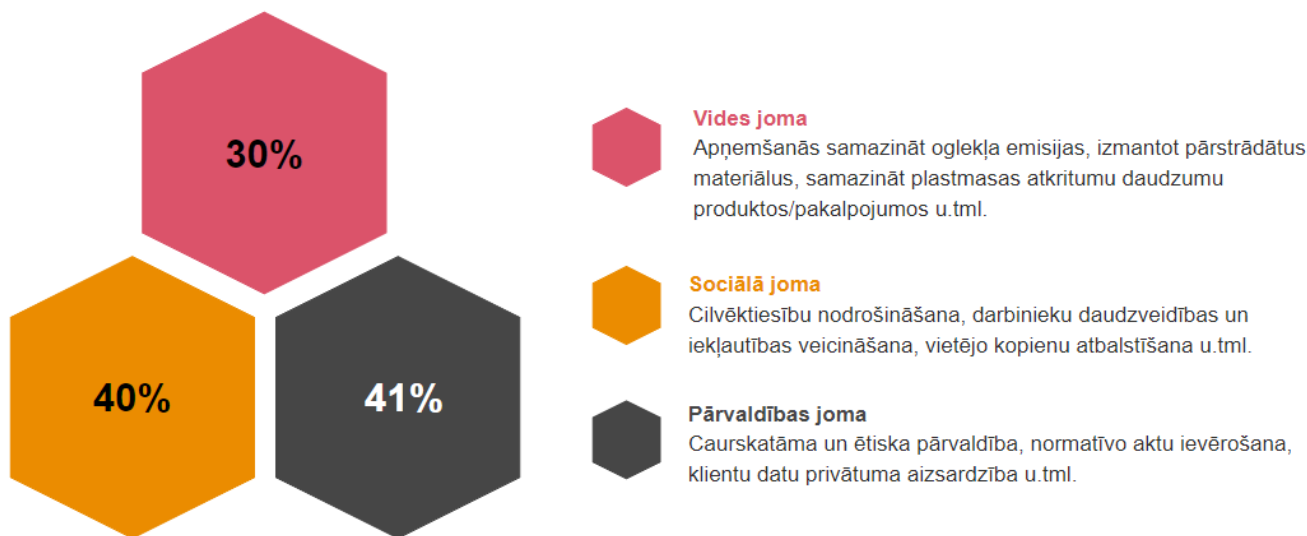 30%
40%
41%
Vides joma
Apņemšanās samazināt oglekļa emisijas, izmantot pārstrādātus
materiālus, samazināt plastmasas atkritumu daudzumu
produktos/pakalpojumos u.tml.
Sociālā joma
Cilvēktiesību nodrošināšana, darbinieku daudzveidības un
iekļautības veicināšana, vietējo kopienu atbalstīšana u.tml.
Pārvaldības joma
Caurskatāma un ētiska pārvaldība, normatīvo aktu ievērošana,
klientu datu privātuma aizsardzība u.tml.